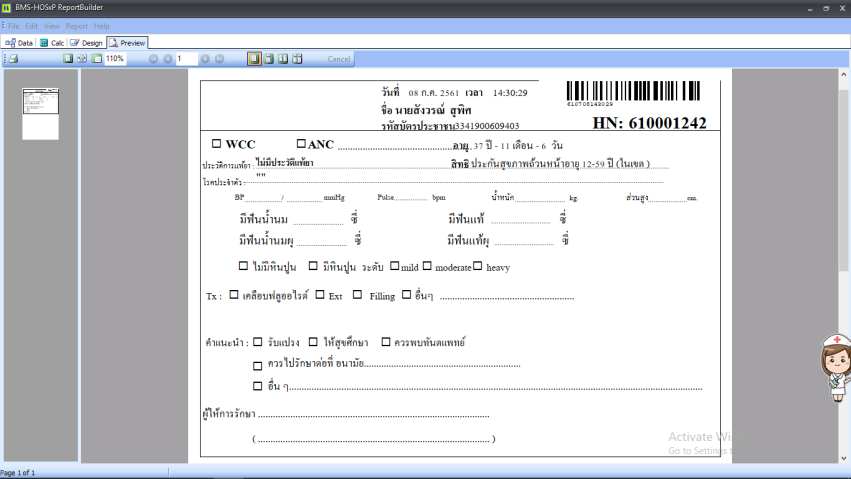 BMS-HOSxP ReportBuilder
File Edit View Report Help
Data Calc Design Preview
110% 1 Cancel
วันที่ 08 ก.ค. 2561 เวลา 14:30:29
610708143029
ชื่อ นายสังวรณ์ สุพิศ
รหัสบัตรประชาชน3341900609403
HN: 610001242
WCC ANC ........ อายุ 37 ปี - 11 เดือน - 6 วัน
ประวัติการแพ้ยา : ไม่มีประวัติแพ้ยา สิทธิ ประกันสุขภาพถ้วนหน้าอายุ 12-59 ปี (ในเขต )
โรคประจำตัว : ""
BP........../..........mmHg Pulse..........bpm น้ำหนัก..........kg. ส่วนสูง..........cm.
มีฟันน้ำนม .......... ซี่ มีฟันแท้ .......... ซี่
มีฟันน้ำนมผุ .......... ซี่ มีฟันแท้ผุ .......... ซี่
ไม่มีหินปูน มีหินปูน ระดับ mild moderate heavy
Tx : เคลือบฟลูออไรด์ Ext Filling อื่นๆ ..........
คำแนะนำ : รับแปรง ให้สุขศึกษา ควรพบทันตแพทย์
ควรไปรักษาต่อที่ อนามัย..........
อื่น ๆ..........
ผู้ให้การรักษา ..........
( .......... )
Activate Wi
Go to Settings t
Page 1 of 1